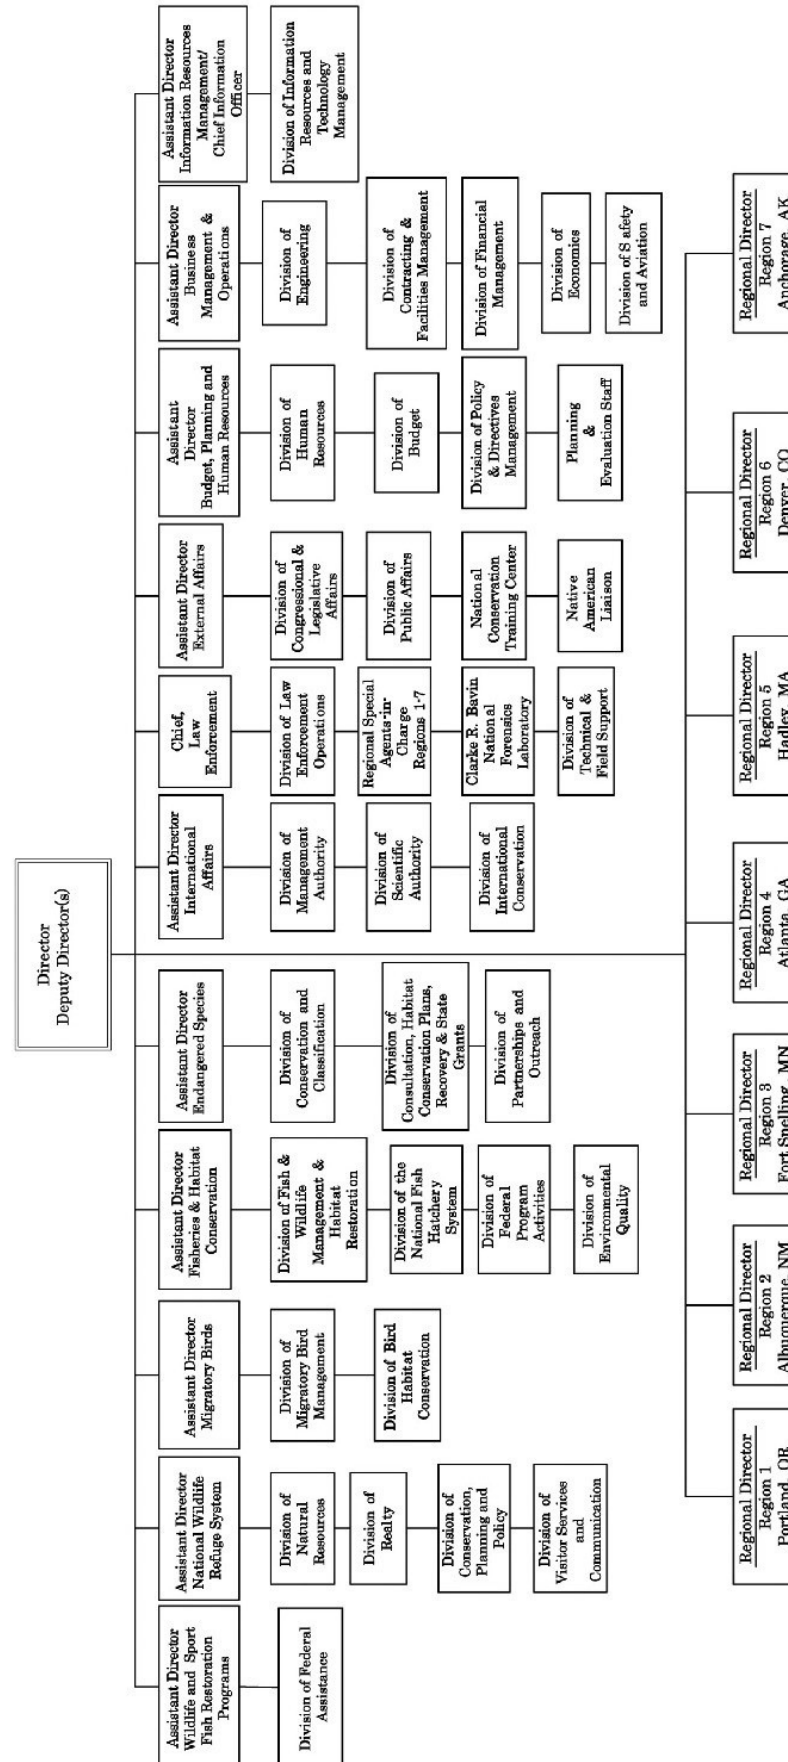 Director
Deputy Director(s)
Assistant Director
Wildlife and Sport
Fish Restoration
Programs
Division of Federal
Assistance
Assistant Director
National Wildlife
Refuge System
Division of
Natural
Resources
Division of
Realty
Division of
Conservation,
Planning and
Policy
Division of
Visitor Services
and
Communication
Assistant Director
Migratory Birds
Division of
Migratory Bird
Management
Division of Bird
Habitat
Conservation
Assistant Director
Fisheries & Habitat
Conservation
Division of Fish &
Wildlife
Management &
Habitat
Restoration
Division of the
National Fish
Hatchery
System
Division of
Federal
Program
Activities
Division of
Environmental
Quality
Assistant Director
Endangered Species
Division of
Conservation and
Classification
Division of
Consultation, Habitat
Conservation Plans,
Recovery & State
Grants
Division of
Partnerships and
Outreach
Assistant Director
International
Affairs
Division of
Management
Authority
Division of
Scientific
Authority
Division of
International
Conservation
Chief,
Law
Enforcement
Division of Law
Enforcement
Operations
Regional Special
Agents-in-
Charge
Regions 1-7
Clarke R. Bavin
National
Forensics
Laboratory
Division of
Technical &
Field Support
Assistant Director
External Affairs
Division of
Congressional &
Legislative
Affairs
Division of
Public Affairs
National
Conservation
Training Center
Native
American
Liaison
Assistant
Director
Budget, Planning and
Human Resources
Division of
Human
Resources
Division of
Budget
Division of Policy
& Directives
Management
Planning
&
Evaluation Staff
Assistant Director
Business
Management &
Operations
Division of
Engineering
Division of
Contracting &
Facilities Management
Division of Financial
Management
Division of
Economics
Division of S afety
and Aviation
Assistant Director
Information Resources
Management/
Chief Information
Officer
Division of Information
Resources and
Technology
Management
Regional Director
Region 1
Portland, OR
Regional Director
Region 2
Albuquerque, NM
Regional Director
Region 3
Fort Snelling, MN
Regional Director
Region 4
Atlanta, GA
Regional Director
Region 5
Hadley, MA
Regional Director
Region 6
Denver, CO
Regional Director
Region 7
Anchorage, AK